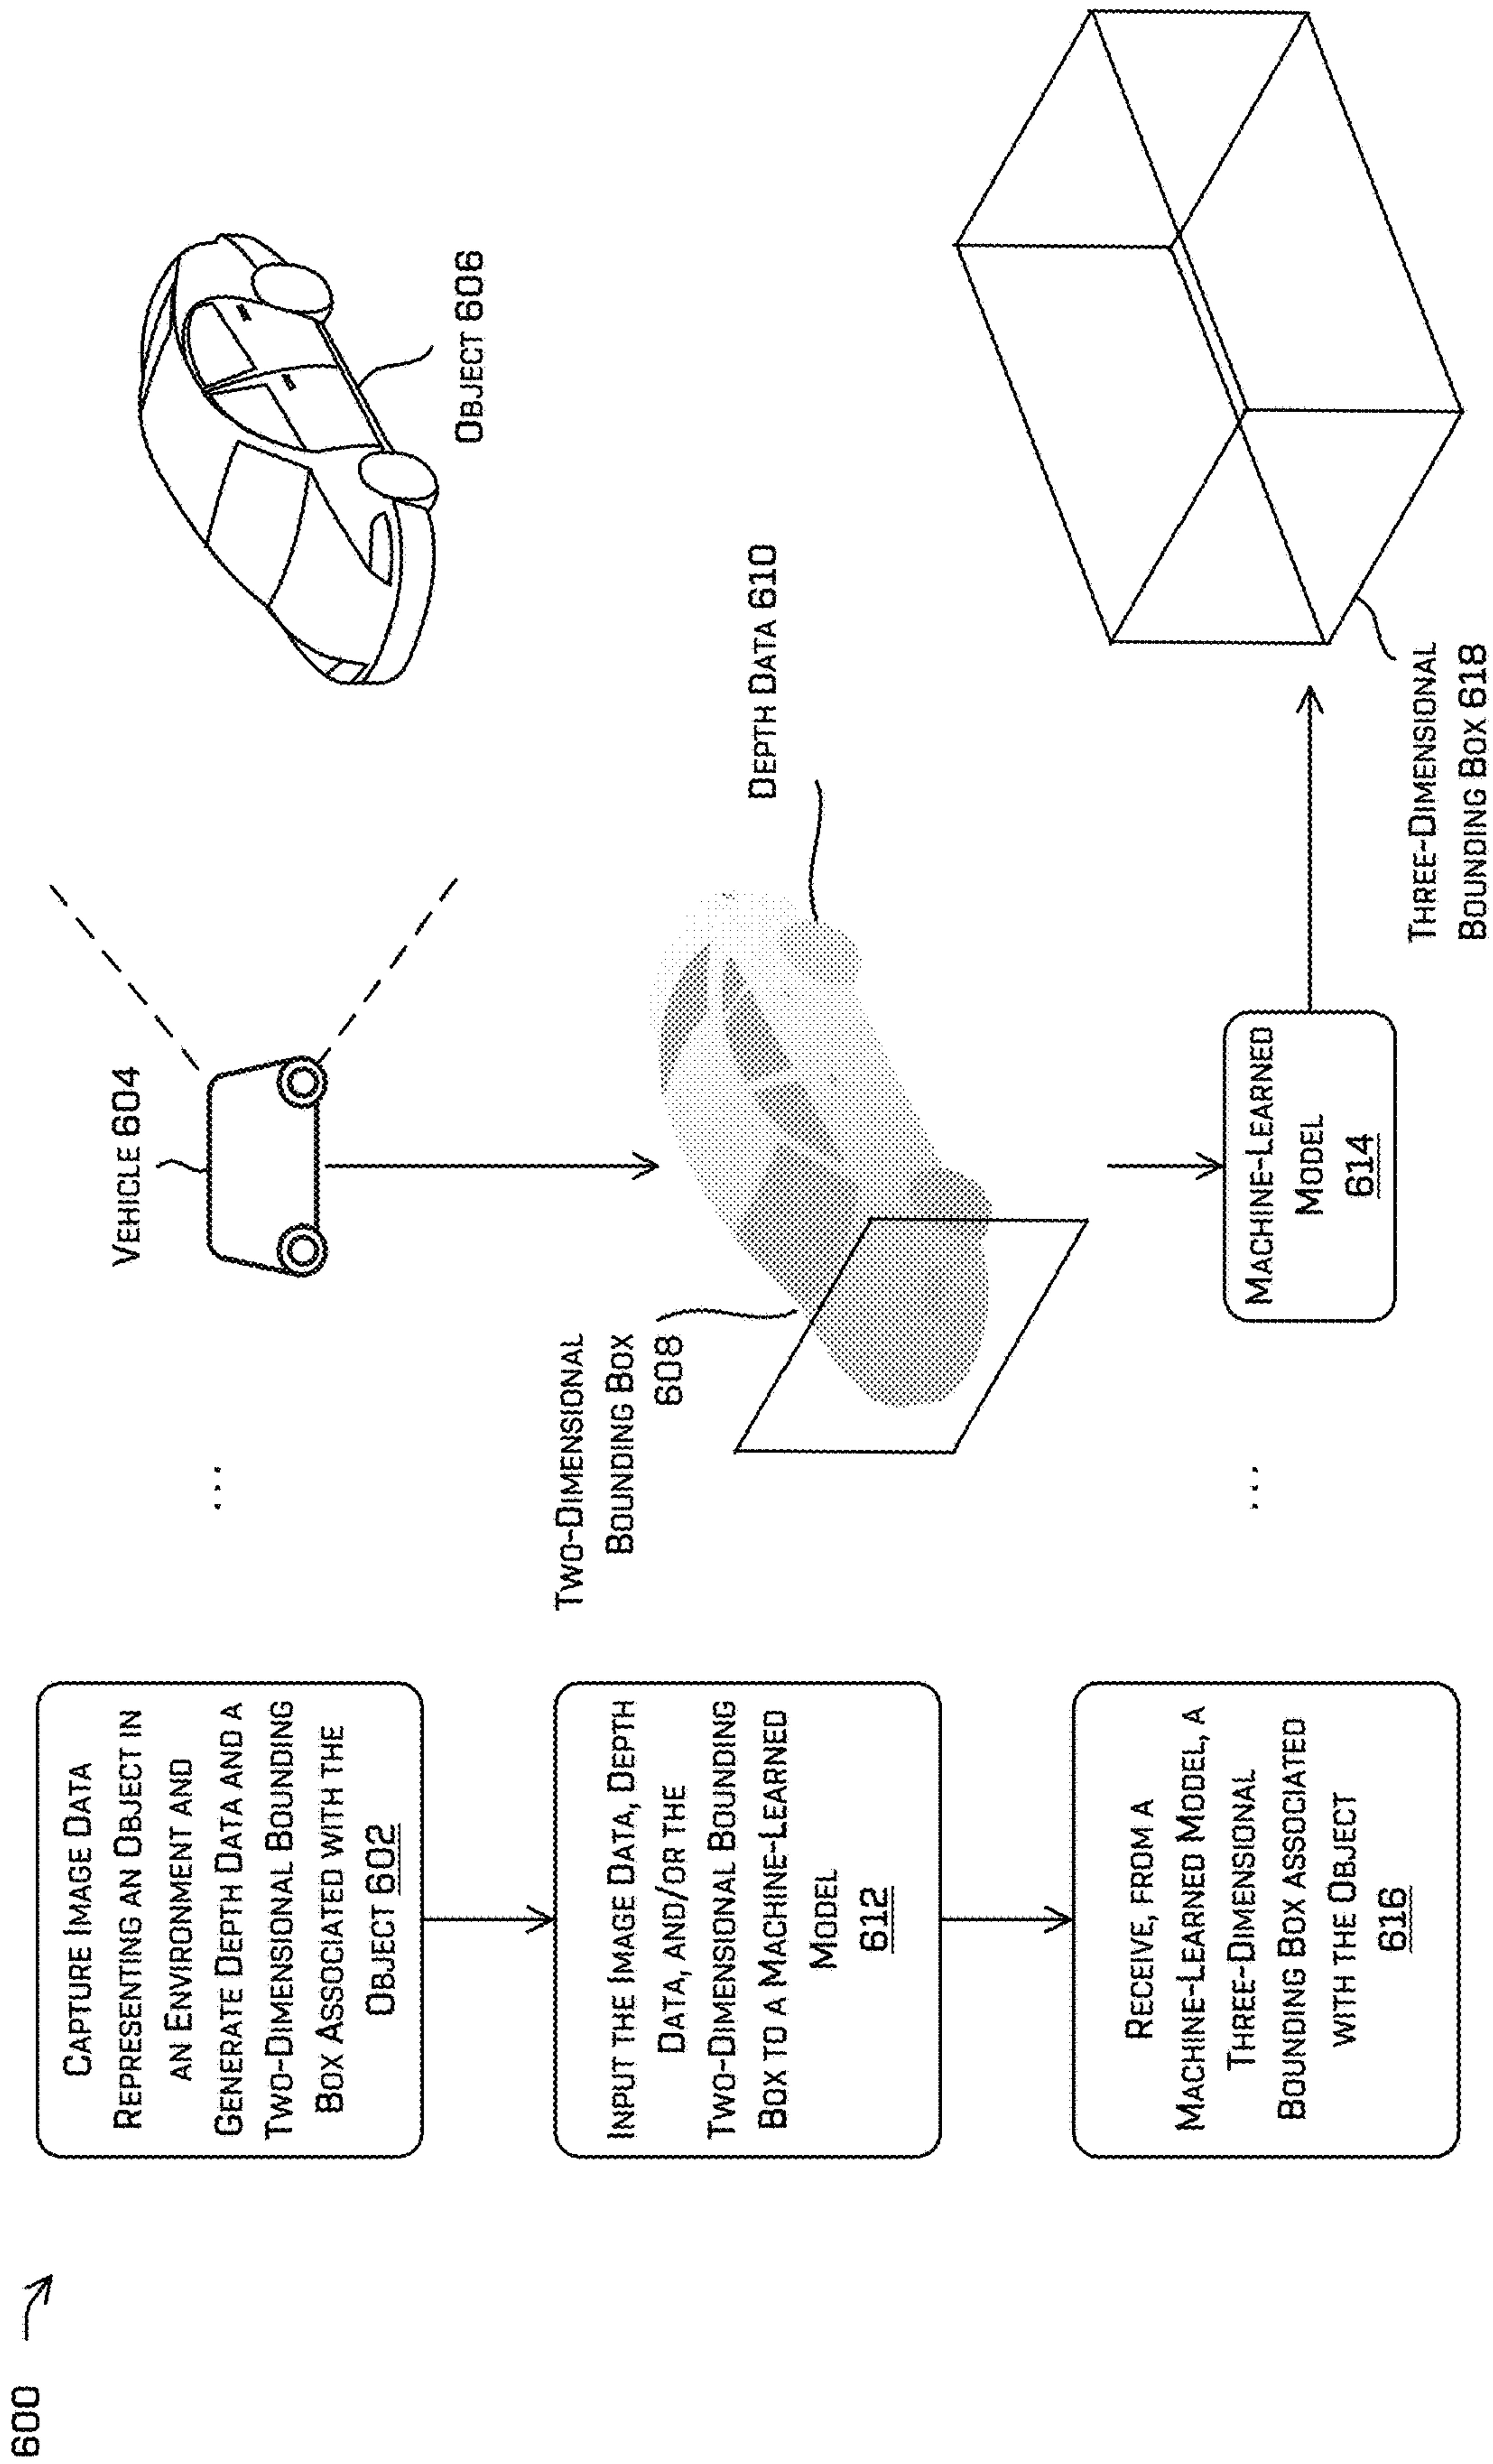 600
CAPTURE IMAGE DATA
REPRESENTING AN OBJECT IN
AN ENVIRONMENT AND
GENERATE DEPTH DATA AND A
TWO-DIMENSIONAL BOUNDING
BOX ASSOCIATED WITH THE
OBJECT 602
VEHICLE 604
OBJECT 606
TWO-DIMENSIONAL
BOUNDING BOX
608
DEPTH DATA 610
INPUT THE IMAGE DATA, DEPTH
DATA, AND/OR THE
TWO-DIMENSIONAL BOUNDING
BOX TO A MACHINE-LEARNED
MODEL
612
...
MACHINE-LEARNED
MODEL
614
RECEIVE, FROM A
MACHINE-LEARNED MODEL, A
THREE-DIMENSIONAL
BOUNDING BOX ASSOCIATED
WITH THE OBJECT
616
...
THREE-DIMENSIONAL
BOUNDING BOX 618